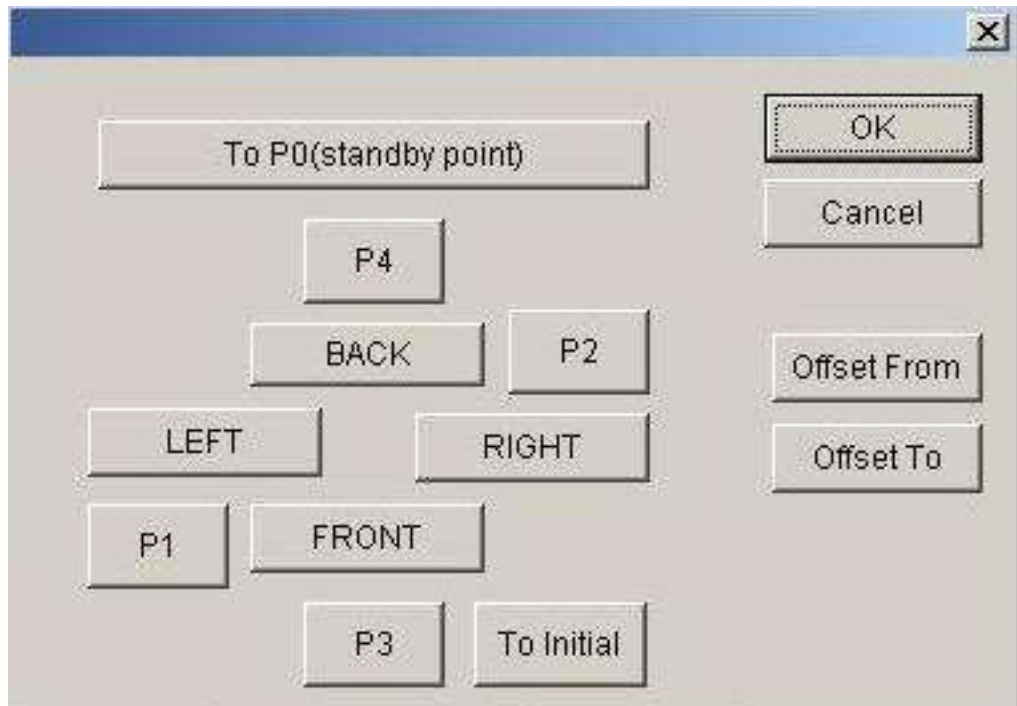 To P0(standby point)
OK
Cancel
P4
BACK
P2
Offset From
LEFT
RIGHT
Offset To
P1
FRONT
P3
To Initial